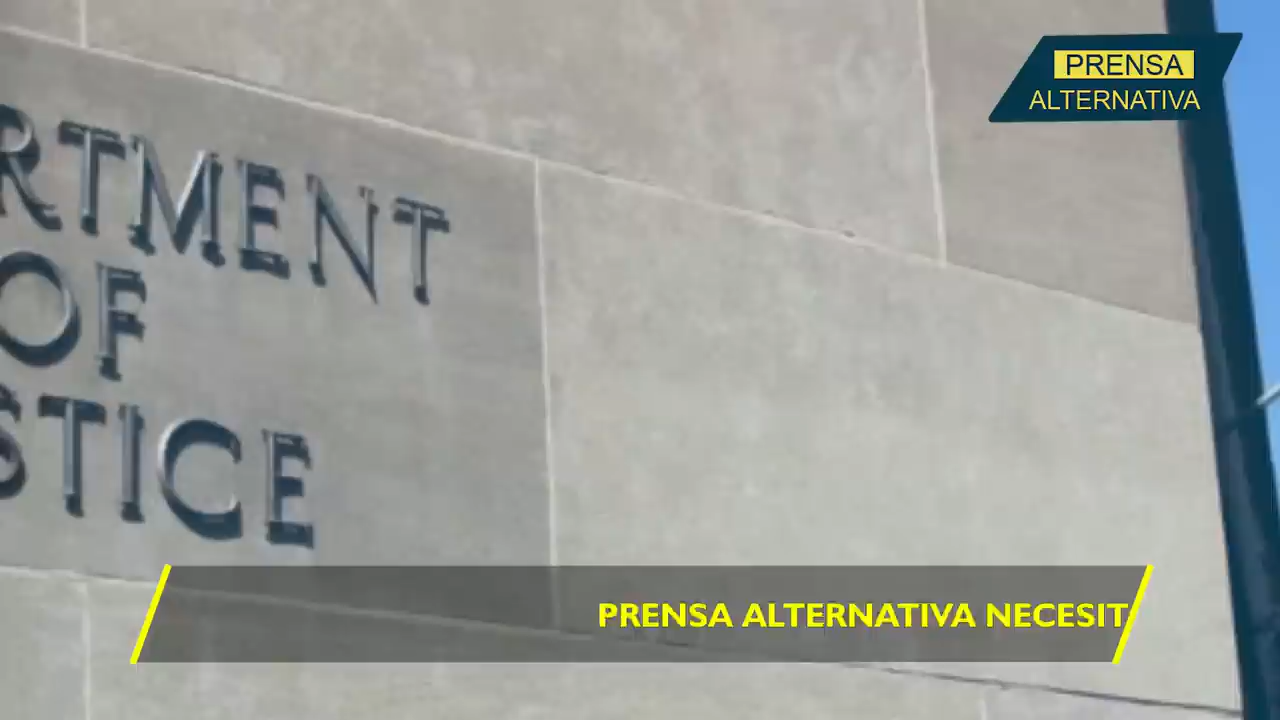 PRENSA
ALTERNATIVA
RTMENT
OF
STICE
PRENSA ALTERNATIVA NECESIT